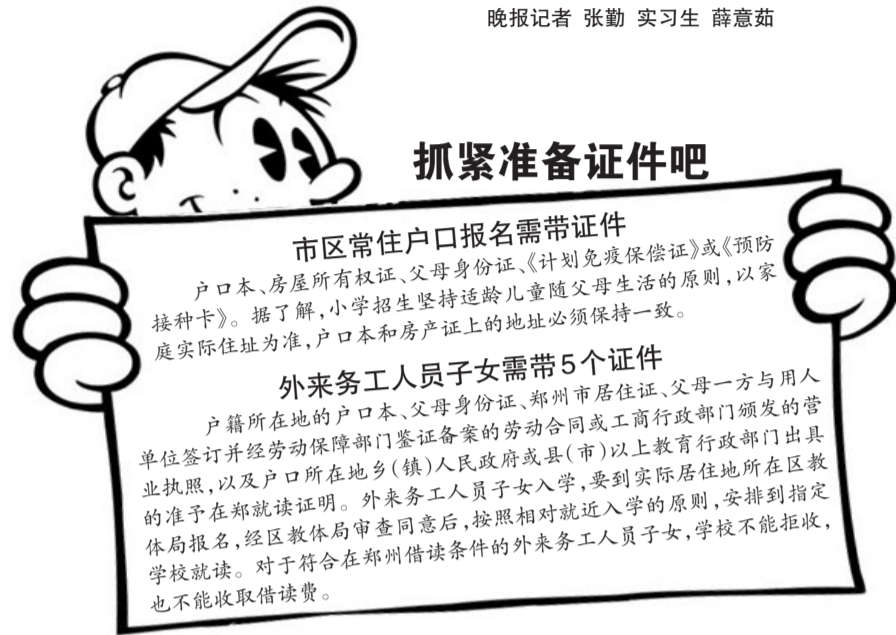 晚报记者 张勤 实习生 薛意茹
抓紧准备证件吧
市区常住户口报名需带证件
户口本、房屋所有权证、父母身份证、《计划免疫保偿证》或《预防
接种卡》。据了解,小学招生坚持适龄儿童随父母生活的原则,以家
庭实际住址为准,户口本和房产证上的地址必须保持一致。
外来务工人员子女需带5个证件
户籍所在地的户口本、父母身份证、郑州市居住证、父母一方与用人
单位签订并经劳动保障部门鉴证备案的劳动合同或工商行政部门颁发的营
业执照,以及户口所在地乡(镇)人民政府或县(市)以上教育行政部门出具
的准予在郑就读证明。外来务工人员子女入学,要到实际居住地所在区教
体局报名,经区教体局审查同意后,按照相对就近入学的原则,安排到指定
学校就读。对于符合在郑州借读条件的外来务工人员子女,学校不能拒收,
也不能收取借读费。